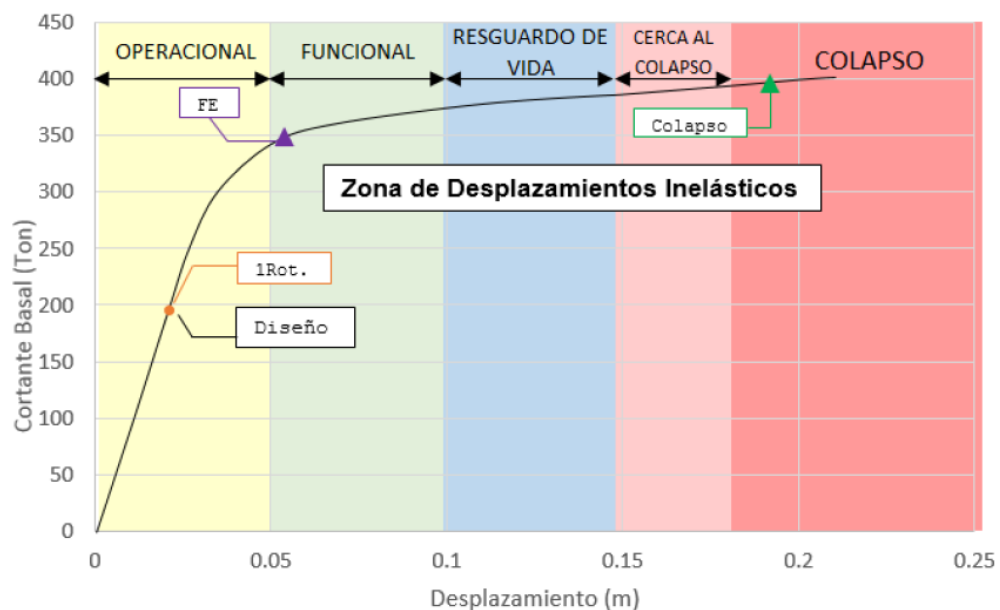 450
400
350
300
250
200
150
100
50
0
Cortante Basal (Ton)
OPERACIONAL
FUNCIONAL
RESGUARDO DE
VIDA
CERCA AL
COLAPSO
COLAPSO
FE
Colapso
Zona de Desplazamientos Inelásticos
1Rot.
Diseño
0
0.05
0.1
0.15
0.2
0.25
Desplazamiento (m)